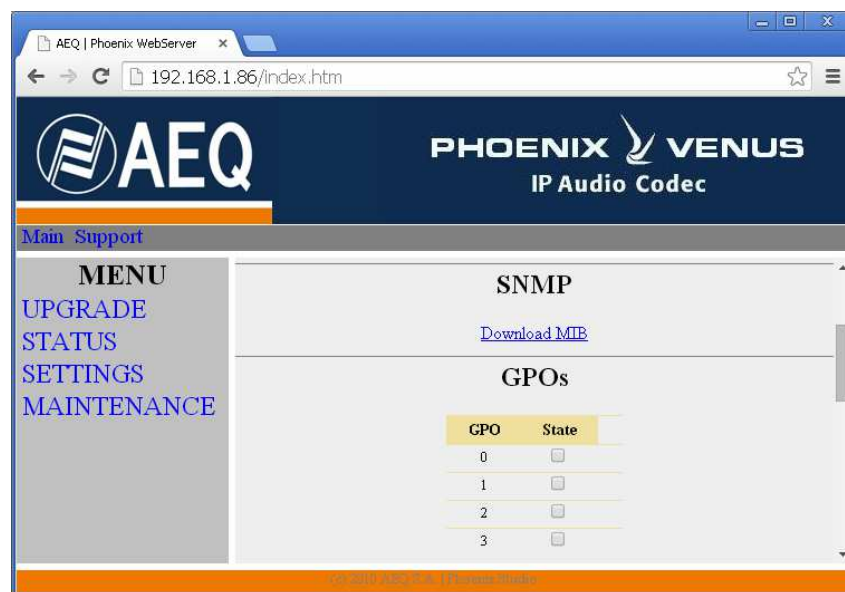 AEQ | Phoenix WebServer
192.168.1.86/index.htm
AEQ
PHOENIX VENUS
IP Audio Codec
Main Support
MENU
UPGRADE
STATUS
SETTINGS
MAINTENANCE
SNMP
Download MIB
GPOs
GPO State
0
1
2
3
(c) 2010 AEQ S.A. | Phoenix Studio